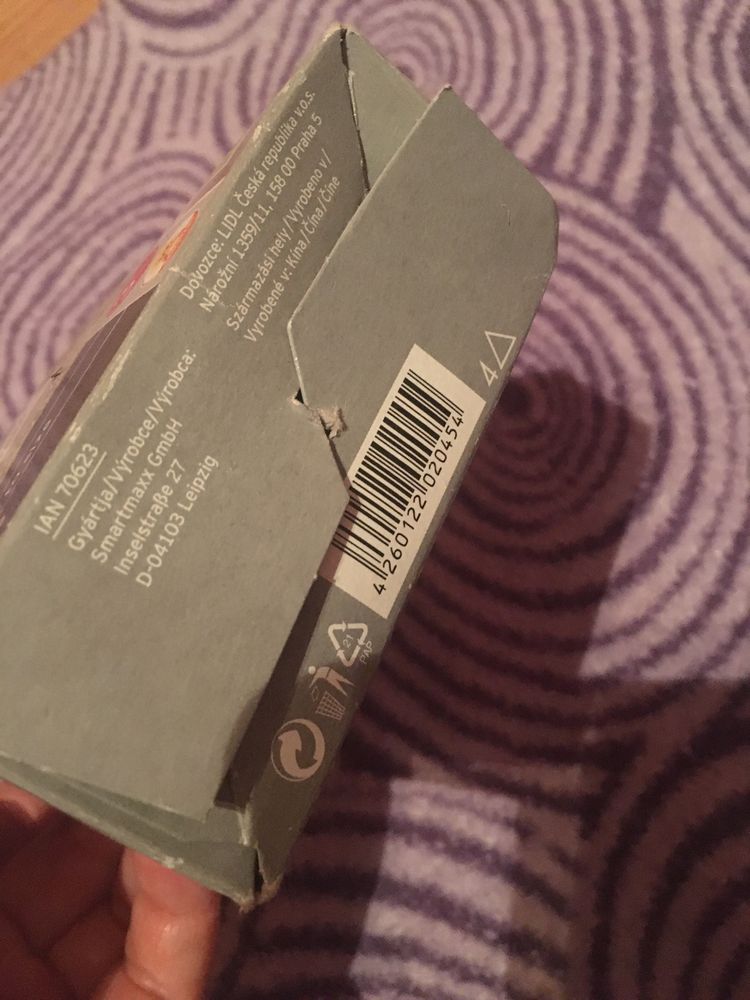 Dovozce: LIDL Česká republika v.o.s.
Nárožní 1359/11, 158 00 Praha 5
Származási hely/Vyrobeno v/
Vyrobené v: Kína/Čína/Číne
IAN 70623
Gyártja/Výrobce/Výrobca:
Smartmaxx GmbH
Inselstraße 27
D-04103 Leipzig
4
4 260122 020454
21
PAP